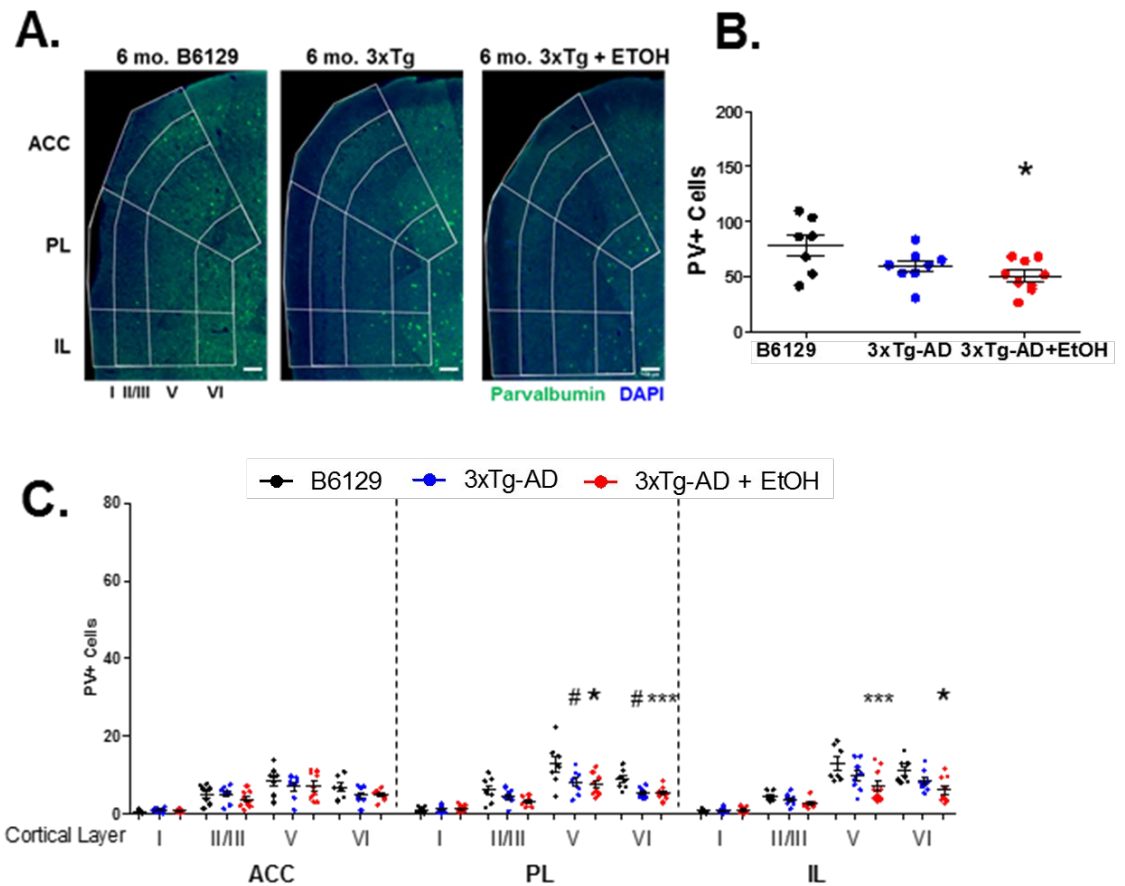 A.
6 mo. B6129 6 mo. 3xTg 6 mo. 3xTg + ETOH
ACC
PL
IL
I II/III V VI
Parvalbumin DAPI
B.
200
150
100
50
0
PV+ Cells
*
B6129 3xTg-AD 3xTg-AD+EtOH
B6129 3xTg-AD 3xTg-AD + EtOH
C.
80
60
40
20
0
PV+ Cells
# * # *** *** *
Cortical Layer I II/III V VI I II/III V VI I II/III V VI
ACC PL IL